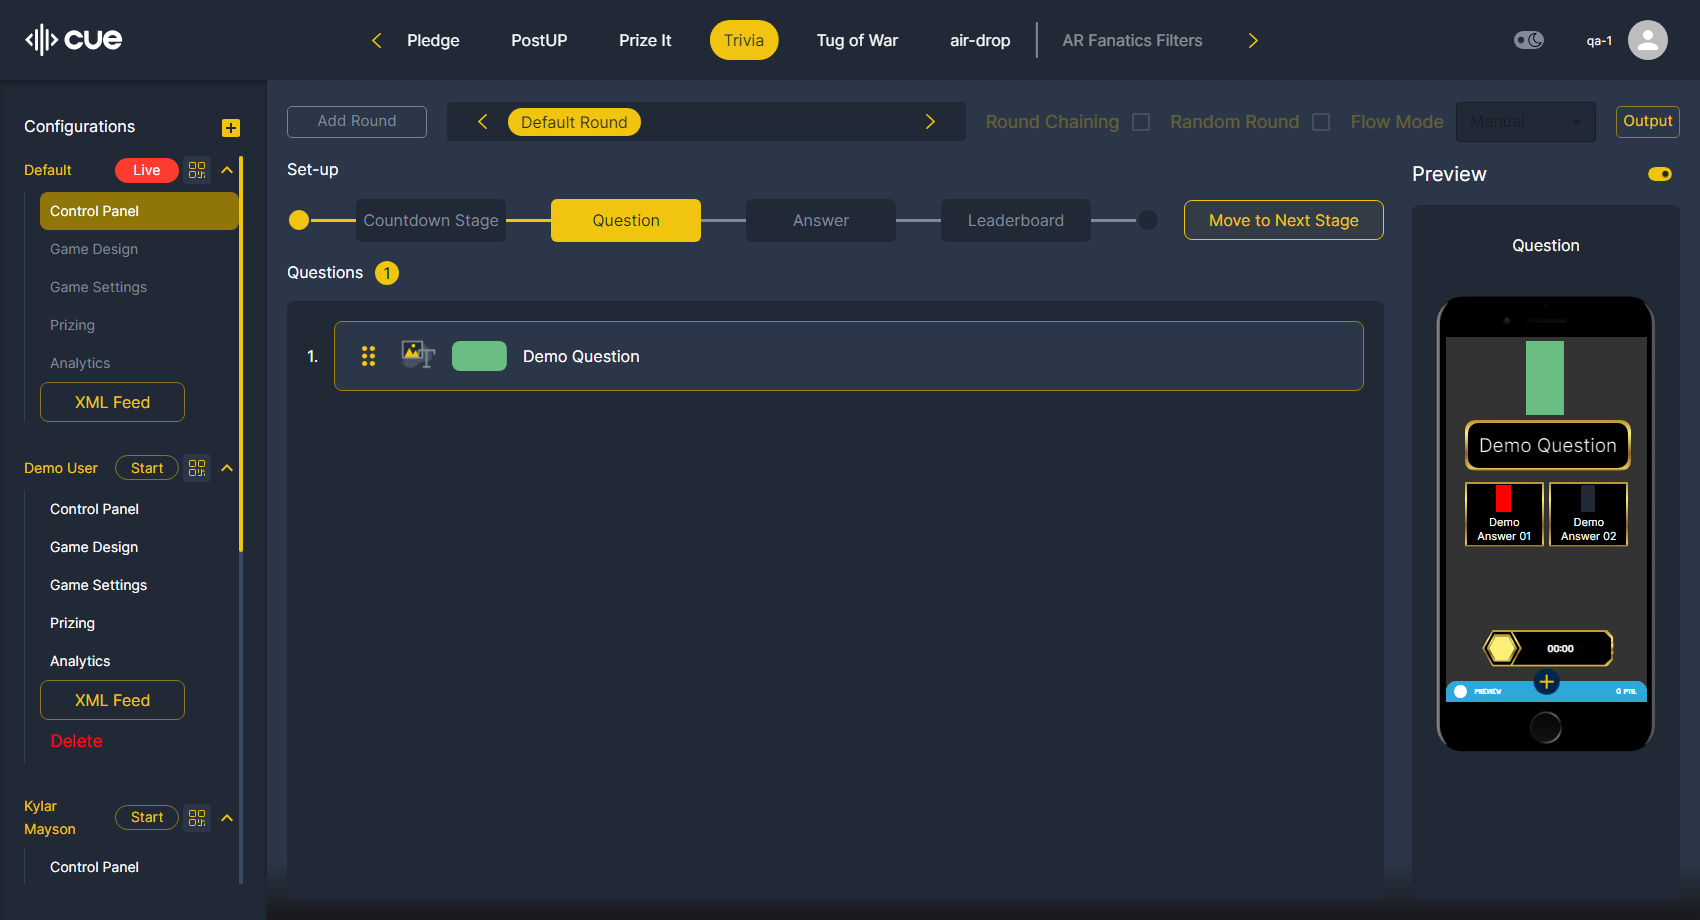 cue
Pledge
PostUP
Prize It
Trivia
Tug of War
air-drop
AR Fanatics Filters
qa-1
Configurations
Default
Live
Control Panel
Game Design
Game Settings
Prizing
Analytics
XML Feed
Demo User
Start
Control Panel
Game Design
Game Settings
Prizing
Analytics
XML Feed
Delete
Kylar
Mayson
Start
Control Panel
Add Round
Default Round
Round Chaining
Random Round
Flow Mode
Manual
Output
Set-up
Countdown Stage
Question
Answer
Leaderboard
Move to Next Stage
Questions
1
1.
Demo Question
Preview
Question
Demo Question
Demo
Answer 01
Demo
Answer 02
00:00
PREVIEW
0 PTS.